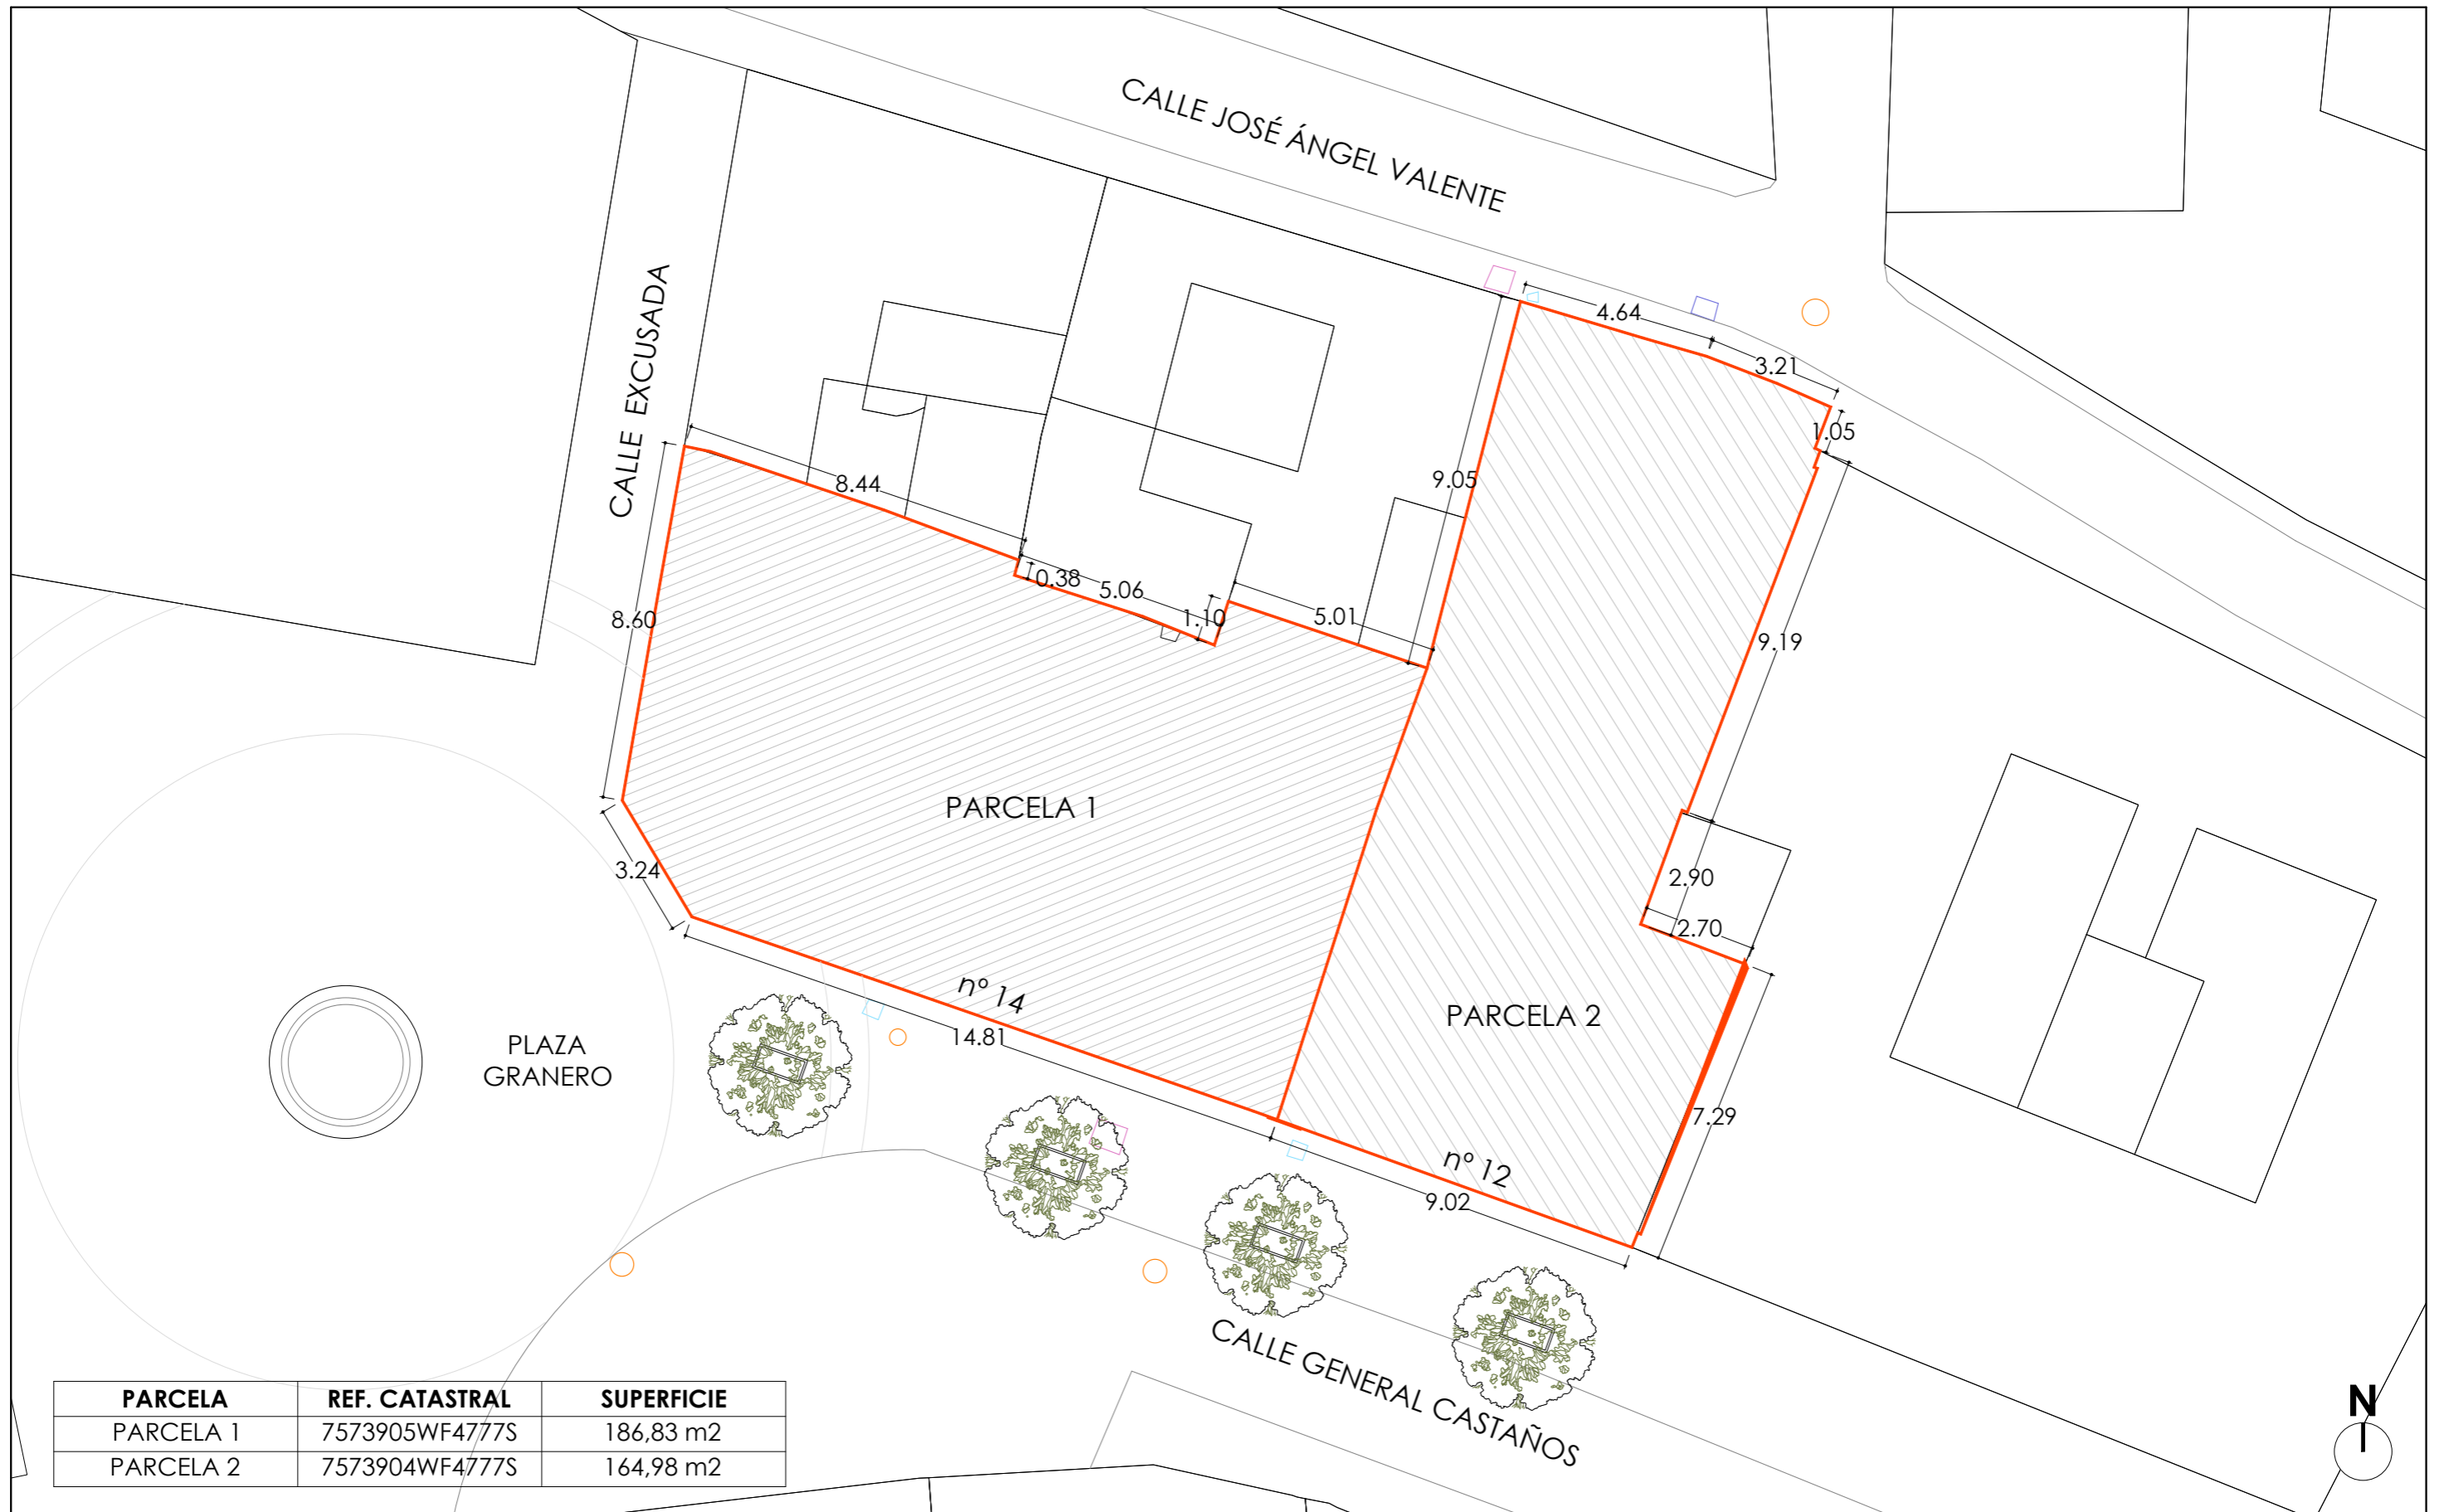 CALLE JOSÉ ÁNGEL VALENTE
CALLE EXCUSADA
4.64
3.21
1.05
9.05
8.44
0.38
5.06
1.10
5.01
8.60
9.19
PARCELA 1
3.24
2.90
2.70
nº 14
14.81
PARCELA 2
PLAZA
GRANERO
7.29
nº 12
9.02
CALLE GENERAL CASTAÑOS
PARCELA REF. CATASTRAL SUPERFICIE
PARCELA 1 7573905WF4777S 186,83 m2
PARCELA 2 7573904WF4777S 164,98 m2
N